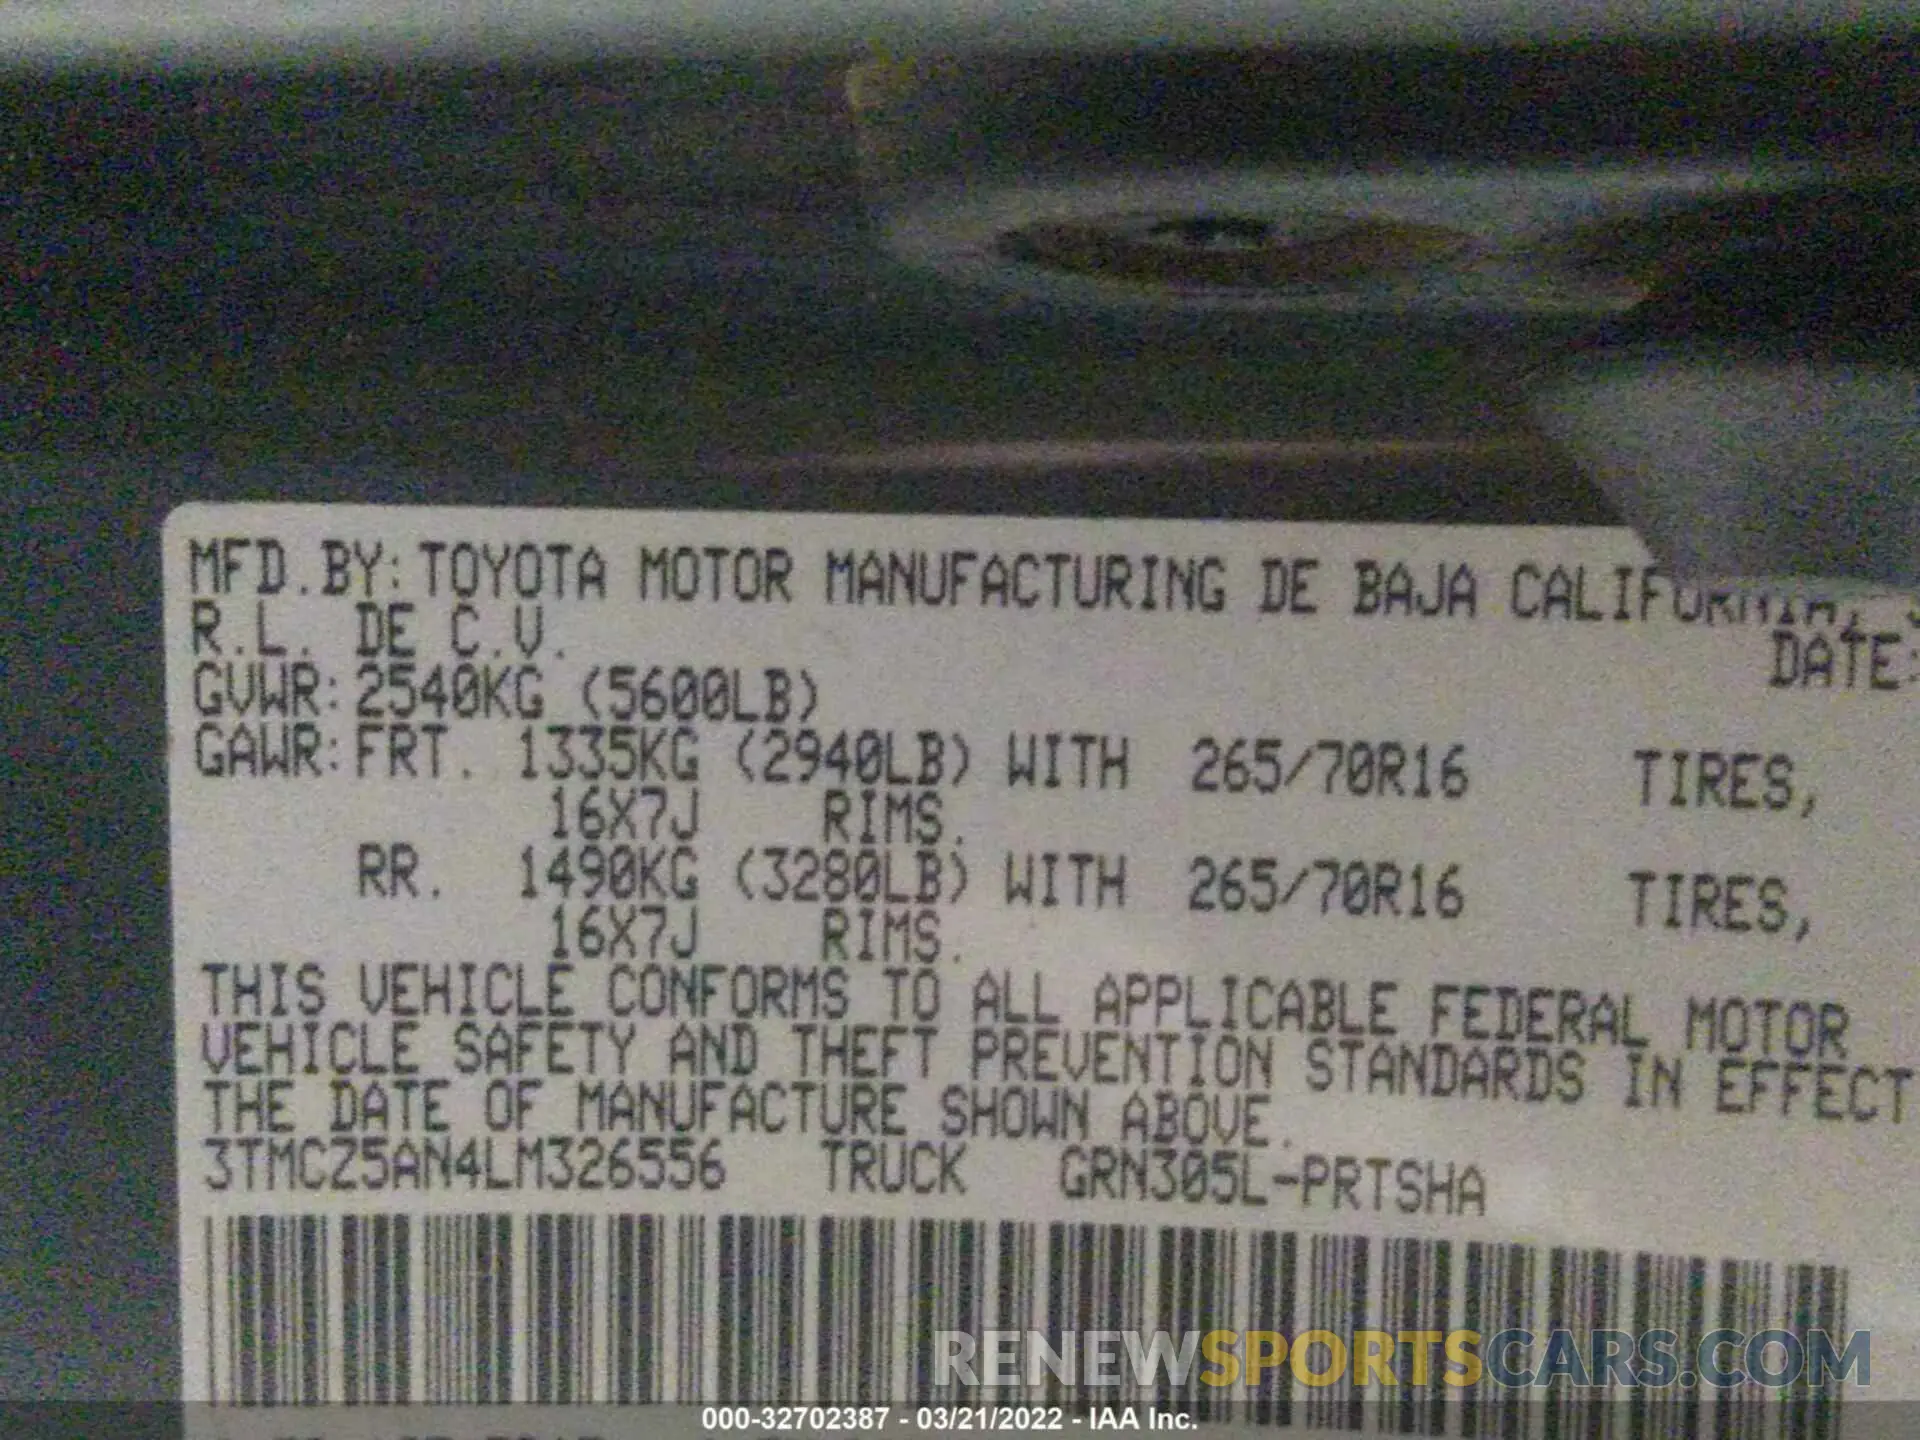 MFD.BY:TOYOTA MOTOR MANUFACTURING DE BAJA CALIFORNIA,
R.L. DE C.V.
DATE:
GVWR:2540KG (5600LB)
GAWR:FRT. 1335KG (2940LB) WITH 265/70R16 TIRES,
16X7J RIMS.
RR. 1490KG (3280LB) WITH 265/70R16 TIRES,
16X7J RIMS.
THIS VEHICLE CONFORMS TO ALL APPLICABLE FEDERAL MOTOR
VEHICLE SAFETY AND THEFT PREVENTION STANDARDS IN EFFECT
THE DATE OF MANUFACTURE SHOWN ABOVE.
3TMCZ5AN4LM326556 TRUCK GRN305L-PRTSHA
RENEWSPORTSCARS.COM
000-32702387 - 03/21/2022 - IAA Inc.